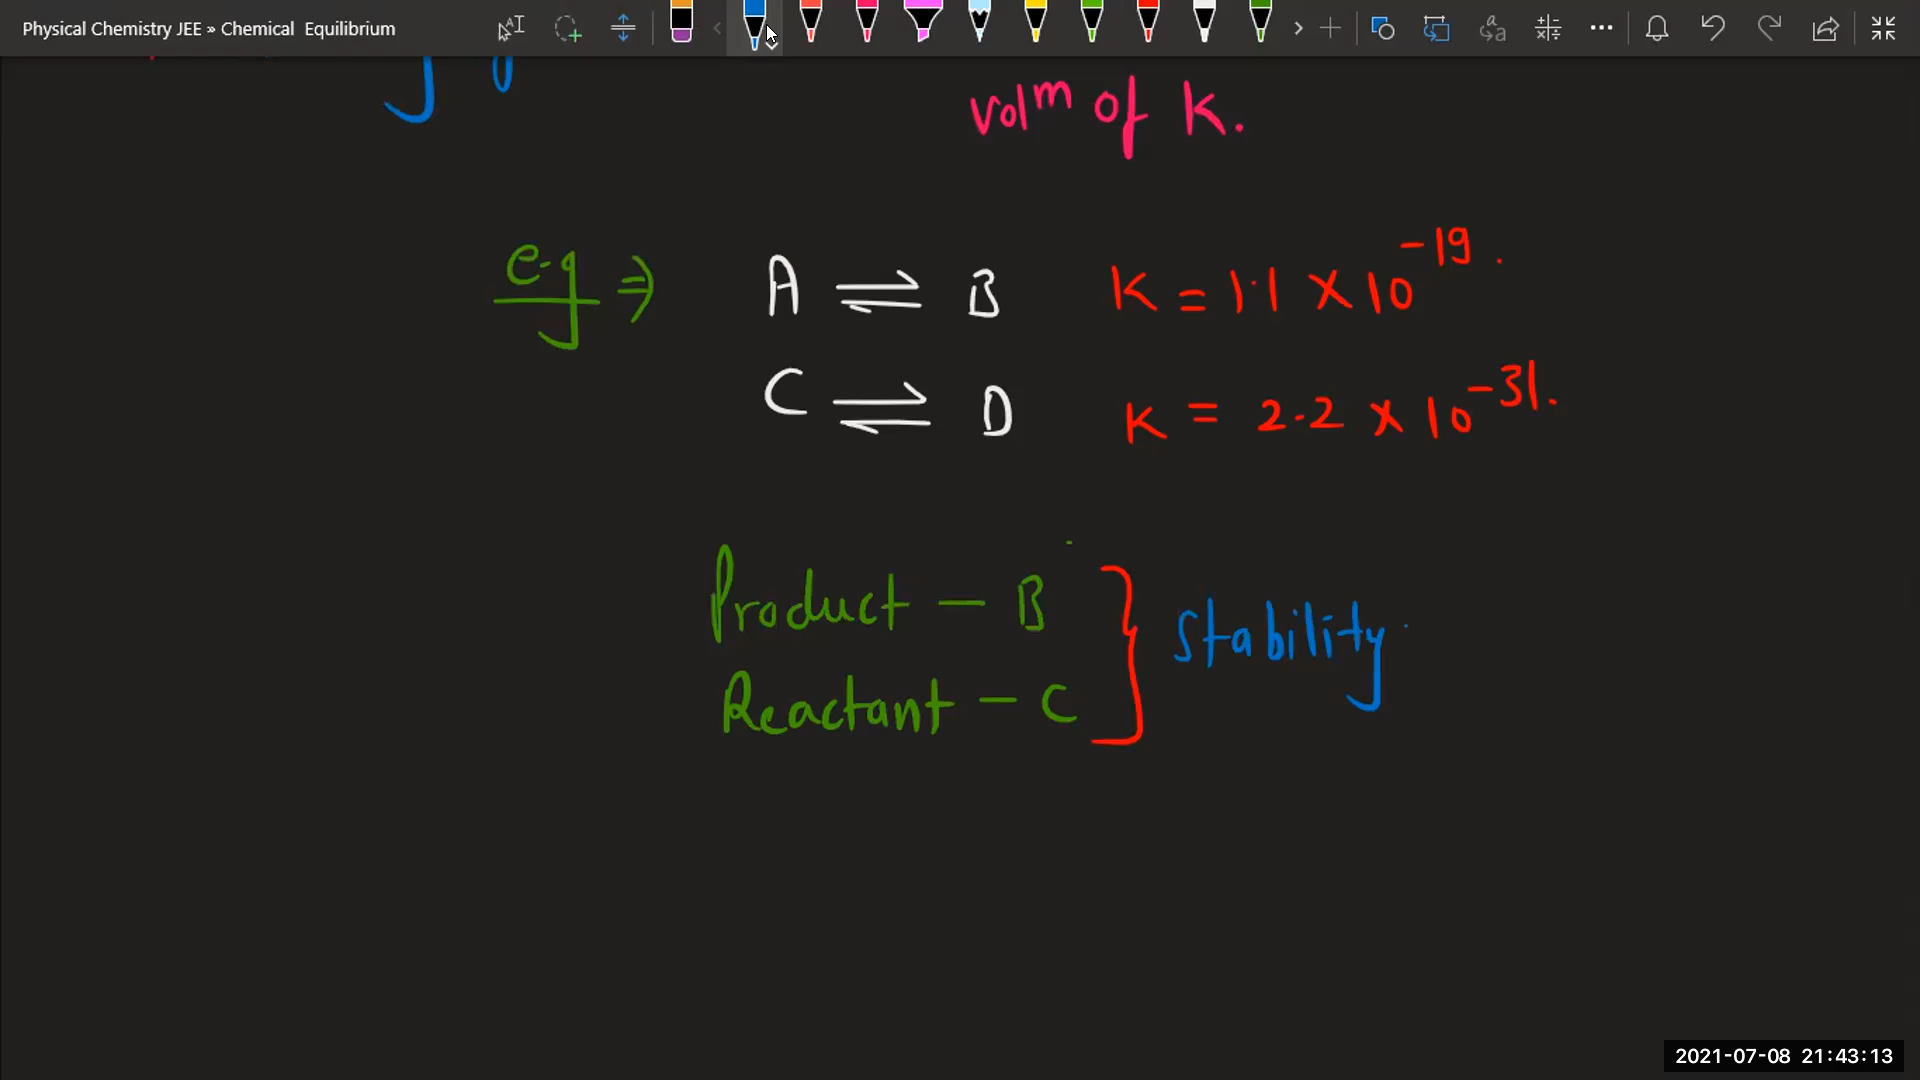 Physical Chemistry JEE » Chemical Equilibrium
volᵐ of K.
e.g ⇒ A ⇌ B K = 1.1 × 10⁻¹⁹.
C ⇌ D K = 2.2 × 10⁻³¹.
Product – B
Stability
Reactant – C
2021-07-08 21:43:13